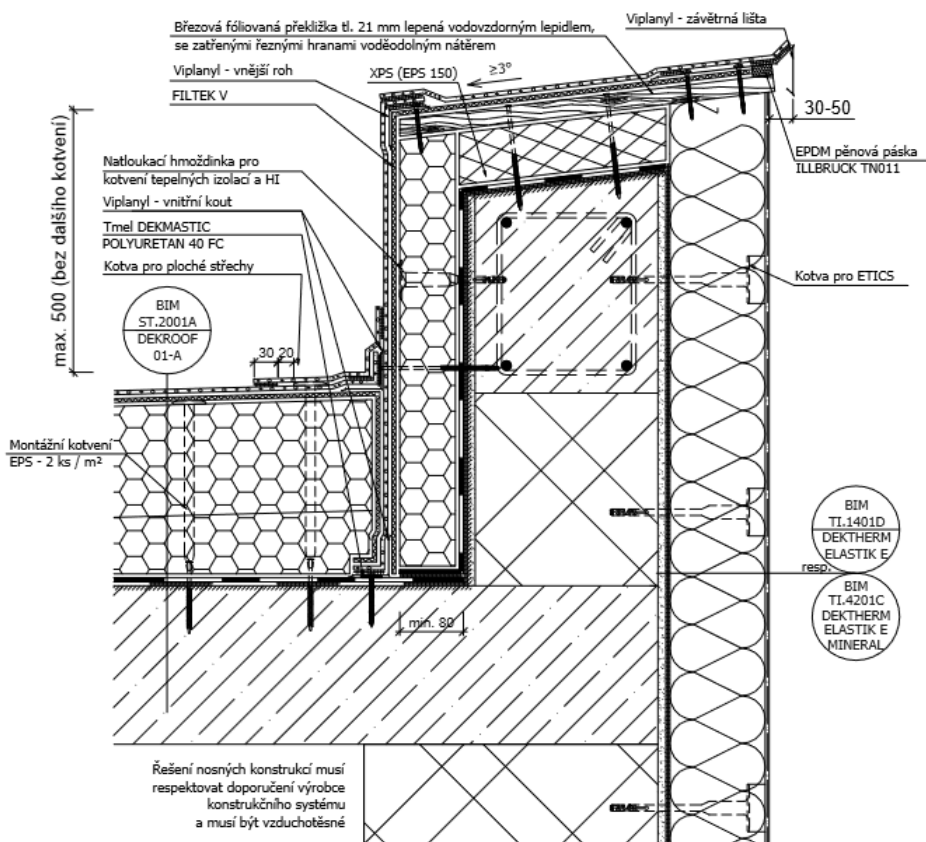 Březová fóliovaná překližka tl. 21 mm lepená vodovzdorným lepidlem,
se zatřenými řeznými hranami voděodolným nátěrem
Viplanyl - závětrná lišta
Viplanyl - vnější roh
XPS (EPS 150)
≥3°
FILTEK V
30-50
max. 500 (bez dalšího kotvení)
EPDM pěnová páska
ILLBRUCK TN011
Natloukací hmoždinka pro
kotvení tepelných izolací a HI
Viplanyl - vnitřní kout
Tmel DEKMASTIC
POLYURETAN 40 FC
Kotva pro ploché střechy
Kotva pro ETICS
BIM
ST.2001A
DEKROOF
01-A
30
20
Montážní kotvení
EPS - 2 ks / m²
BIM
TI.1401D
DEKTHERM
ELASTIK E
resp.
BIM
TI.4201C
DEKTHERM
ELASTIK E
MINERAL
min. 80
Řešení nosných konstrukcí musí
respektovat doporučení výrobce
konstrukčního systému
a musí být vzduchotěsné